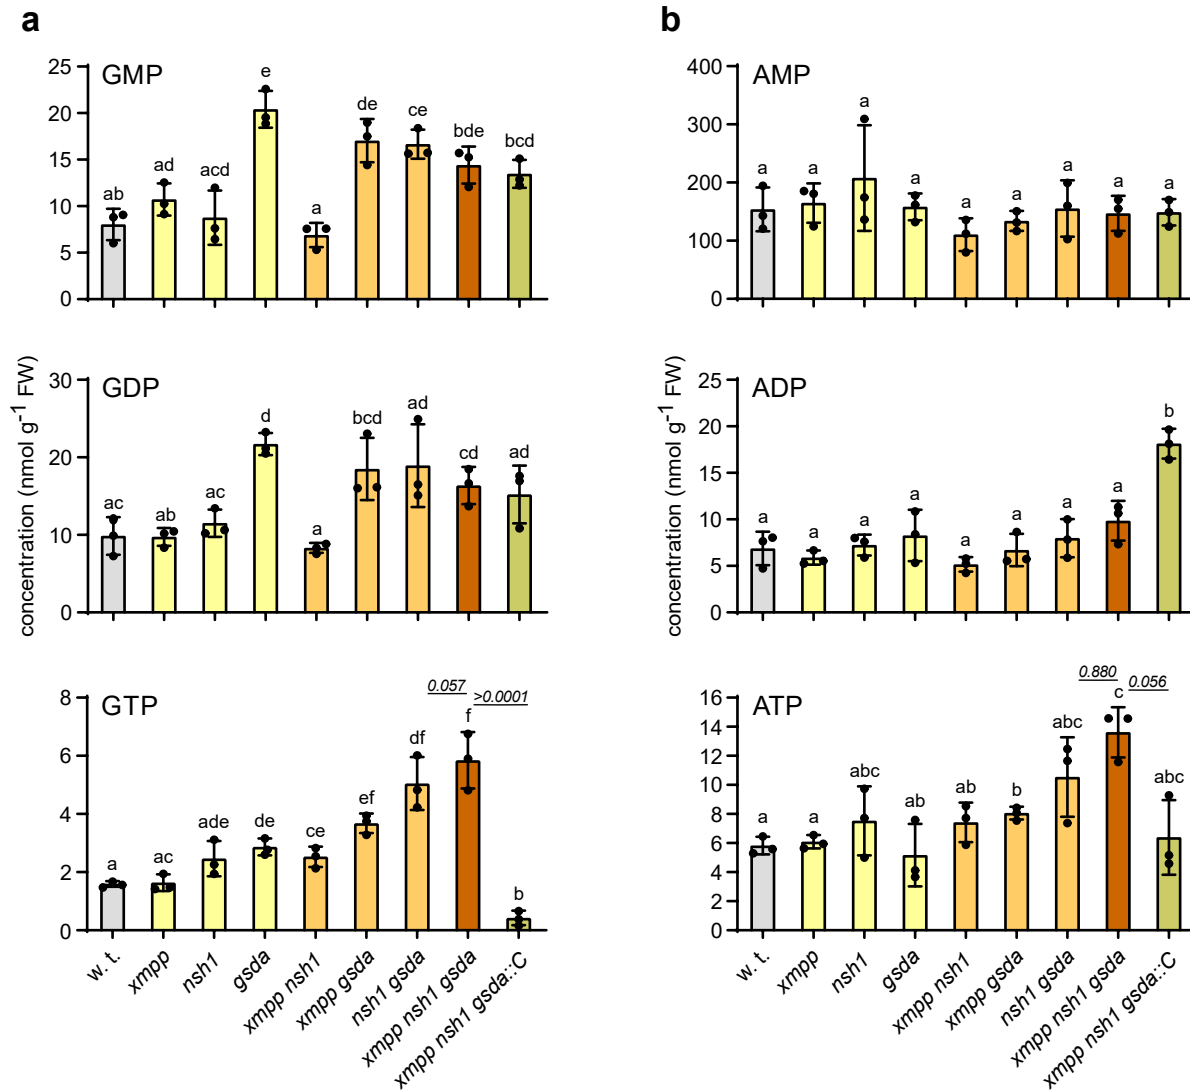 a
GMP
25
20
15
10
5
0
ab
ad
acd
e
a
de
ce
bde
bcd
GDP
30
20
10
0
ac
ab
ac
d
a
bcd
ad
cd
ad
concentration (nmol g⁻¹ FW)
GTP
8
6
4
2
0
a
ac
ade
de
ce
ef
df
f
b
0.057
>0.0001
w. t.
xmpp
nsh1
gsda
xmpp nsh1
xmpp gsda
nsh1 gsda
xmpp nsh1 gsda
xmpp nsh1 gsda::C
b
AMP
400
300
200
100
0
a
a
a
a
a
a
a
a
a
ADP
25
20
15
10
5
0
a
a
a
a
a
a
a
a
b
concentration (nmol g⁻¹ FW)
ATP
16
14
12
10
8
6
4
2
0
a
a
abc
ab
ab
b
abc
c
abc
0.880
0.056
w. t.
xmpp
nsh1
gsda
xmpp nsh1
xmpp gsda
nsh1 gsda
xmpp nsh1 gsda
xmpp nsh1 gsda::C